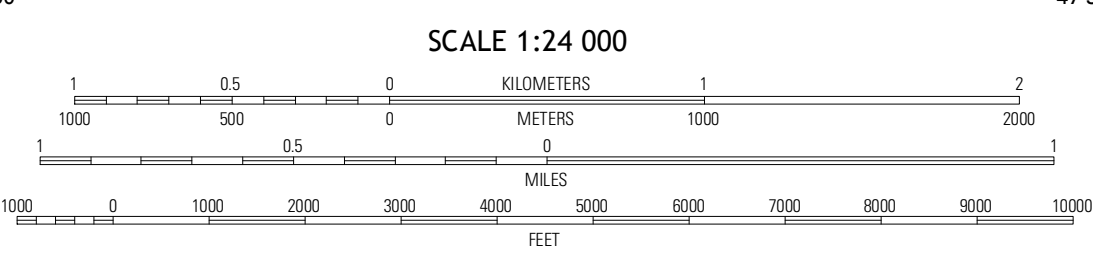 SCALE 1:24 000
1 0.5 0 KILOMETERS 1 2
1000 500 0 METERS 1000 2000
1 0.5 0 1
MILES
1000 0 1000 2000 3000 4000 5000 6000 7000 8000 9000 10000
FEET